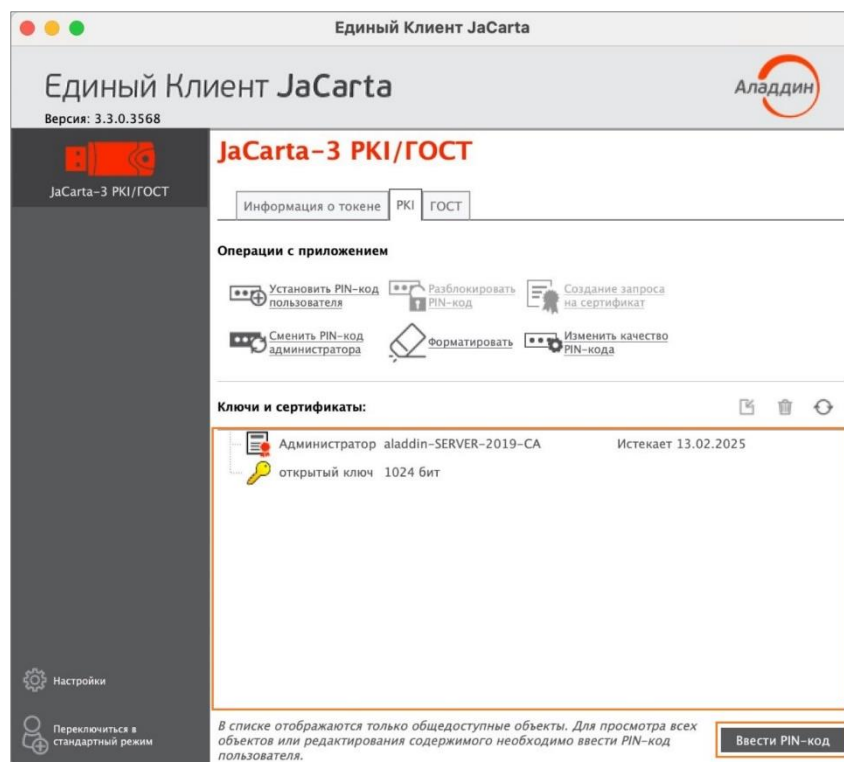 Единый Клиент JaCarta
Единый Клиент JaCarta
Аладдин
Версия: 3.3.0.3568
JaCarta-3 PKI/ГОСТ
JaCarta-3 PKI/ГОСТ
Информация о токене PKI ГОСТ
Операции с приложением
Установить PIN-код
пользователя
Разблокировать
PIN-код
Создание запроса
на сертификат
Сменить PIN-код
администратора
Форматировать
Изменить качество
PIN-кода
Ключи и сертификаты:
Администратор aladdin-SERVER-2019-CA Истекает 13.02.2025
открытый ключ 1024 бит
Настройки
Переключиться в
стандартный режим
В списке отображаются только общедоступные объекты. Для просмотра всех
объектов или редактирования содержимого необходимо ввести PIN-код
пользователя.
Ввести PIN-код